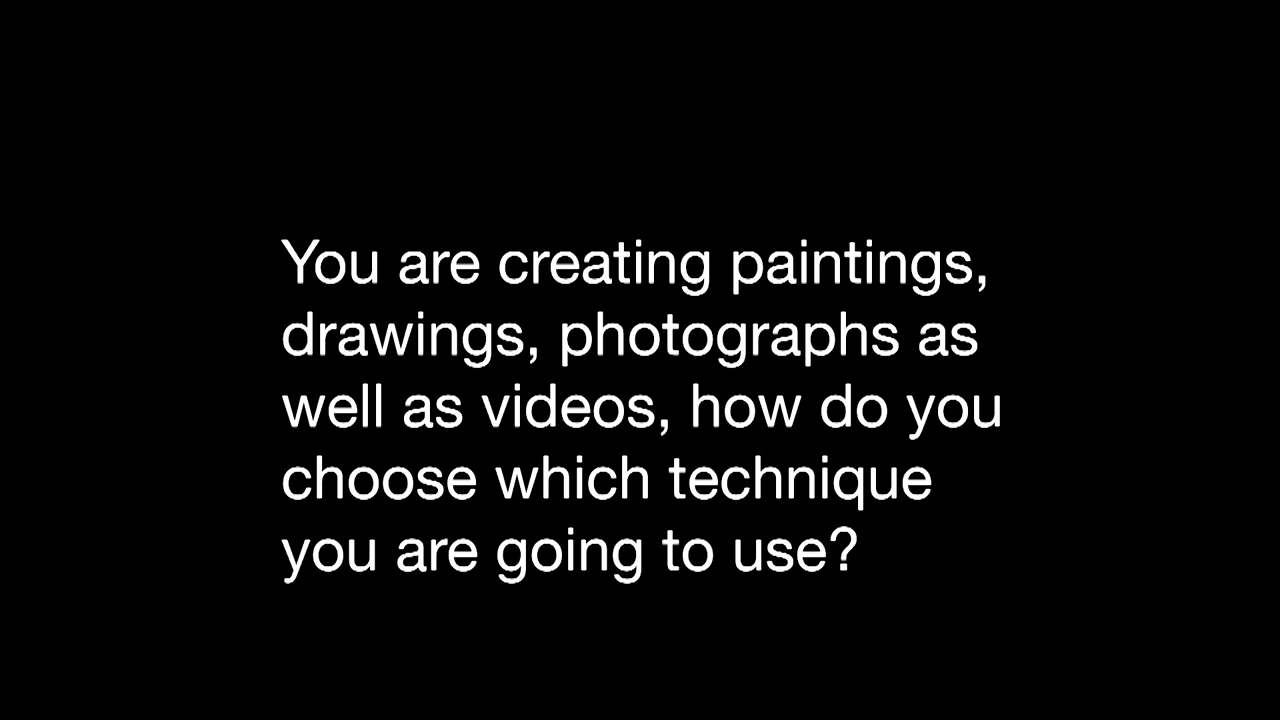 You are creating paintings,
drawings, photographs as
well as videos, how do you
choose which technique
you are going to use?